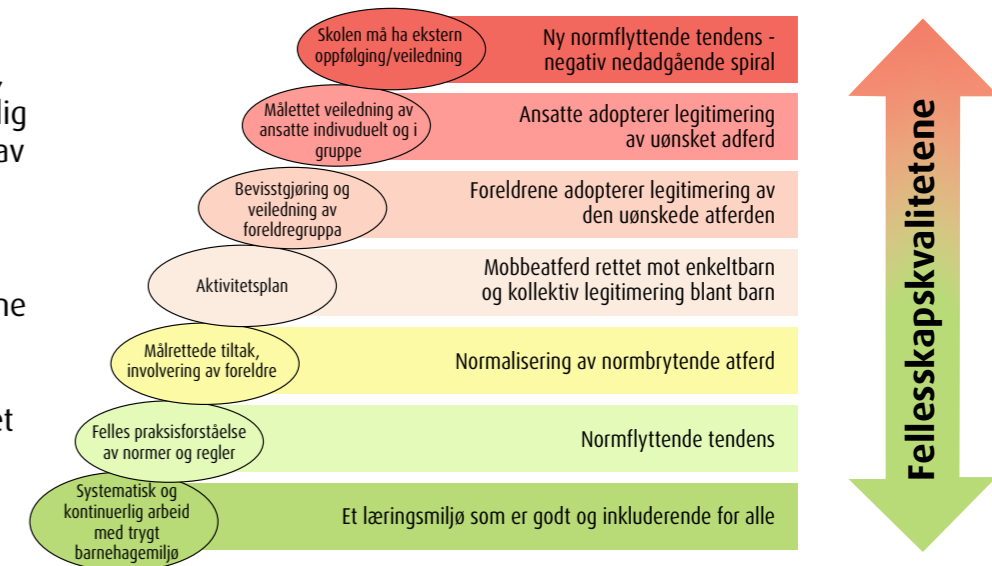 ,
lig
av
ne
et
Skolen må ha ekstern
oppfølging/veiledning
Ny normflyttende tendens -
negativ nedadgående spiral
Målettet veiledning av
ansatte indivuduelt og i
gruppe
Ansatte adopterer legitimering
av uønsket adferd
Bevisstgjøring og
veiledning av
foreldregruppa
Foreldrene adopterer legitimering av
den uønskede atferden
Aktivitetsplan
Mobbeatferd rettet mot enkeltbarn
og kollektiv legitimering blant barn
Målrettede tiltak,
involvering av foreldre
Normalisering av normbrytende atferd
Felles praksisforståelse
av normer og regler
Normflyttende tendens
Systematisk og
kontinuerlig arbeid
med trygt
barnehagemiljø
Et læringsmiljø som er godt og inkluderende for alle
Fellesskapskvalitetene